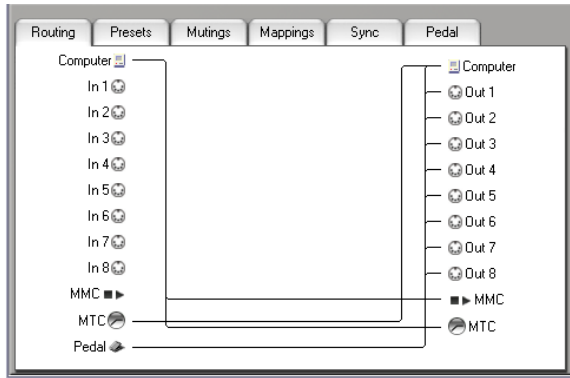 Routing Presets Mutings Mappings Sync Pedal
Computer
In 1
In 2
In 3
In 4
In 5
In 6
In 7
In 8
MMC
MTC
Pedal
Computer
Out 1
Out 2
Out 3
Out 4
Out 5
Out 6
Out 7
Out 8
MMC
MTC